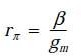 r_π = β / g_m